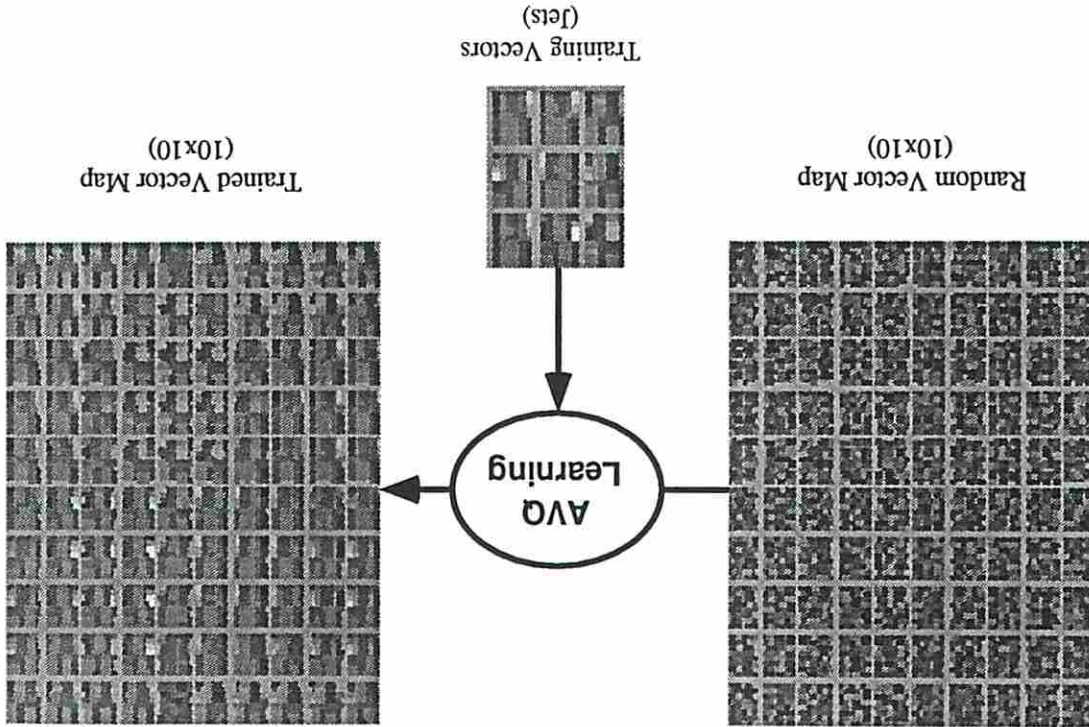 AVQ
Learning
Random Vector Map
(10x10)
Trained Vector Map
(10x10)
Training Vectors
(Jets)